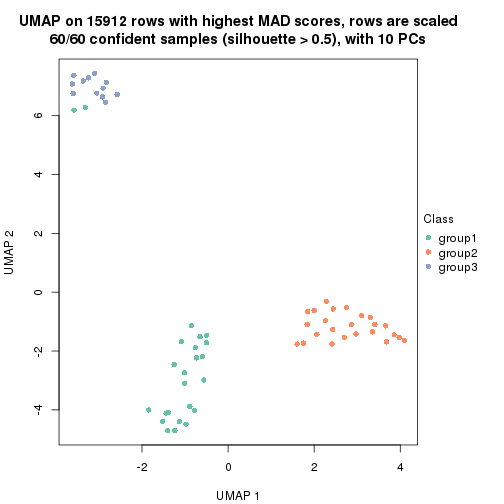 UMAP on 15912 rows with highest MAD scores, rows are scaled
60/60 confident samples (silhouette > 0.5), with 10 PCs
6
4
2
0
-2
-4
UMAP 2
-2
0
2
4
UMAP 1
Class
group1
group2
group3